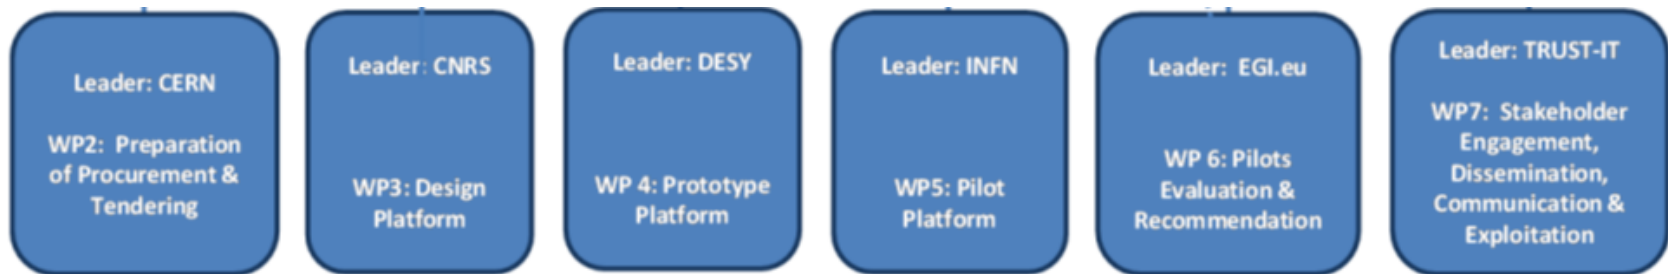 Leader: CERN
WP2: Preparation
of Procurement &
Tendering
Leader: CNRS
WP3: Design
Platform
Leader: DESY
WP 4: Prototype
Platform
Leader: INFN
WP5: Pilot
Platform
Leader: EGI.eu
WP 6: Pilots
Evaluation &
Recommendation
Leader: TRUST-IT
WP7: Stakeholder
Engagement,
Dissemination,
Communication &
Exploitation